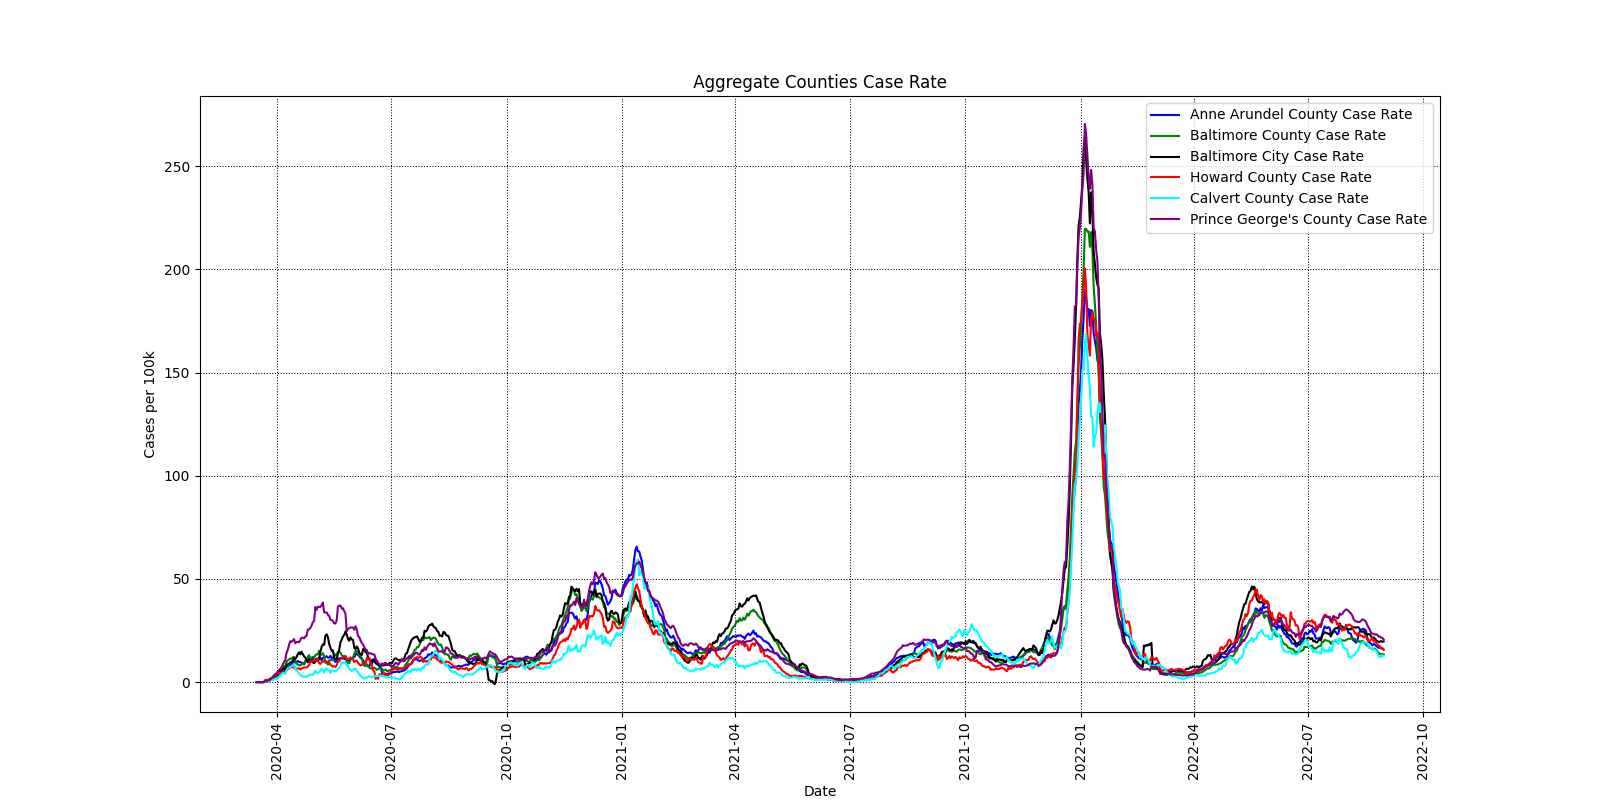 Aggregate Counties Case Rate
Anne Arundel County Case Rate
Baltimore County Case Rate
Baltimore City Case Rate
Howard County Case Rate
Calvert County Case Rate
Prince George's County Case Rate
Cases per 100k
250
200
150
100
50
0
2020-04
2020-07
2020-10
2021-01
2021-04
2021-07
2021-10
2022-01
2022-04
2022-07
2022-10
Date